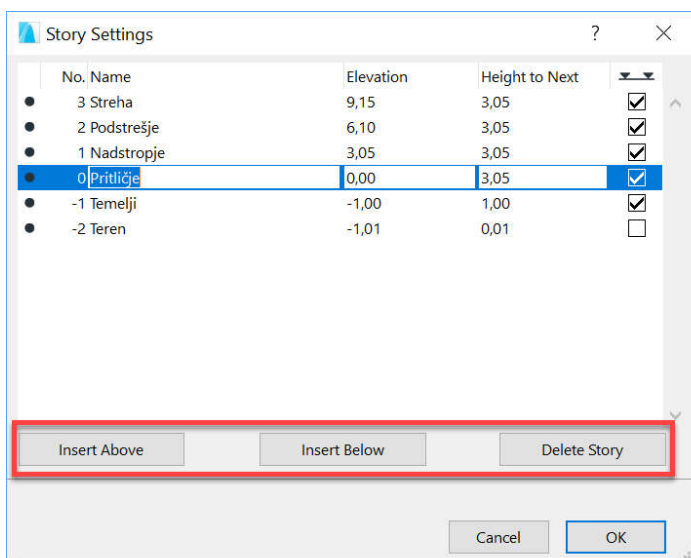 Story Settings ?
No. Name Elevation Height to Next
3 Streha 9,15 3,05
2 Podstrešje 6,10 3,05
1 Nadstropje 3,05 3,05
0 Pritličje 0,00 3,05
-1 Temelji -1,00 1,00
-2 Teren -1,01 0,01
Insert Above Insert Below Delete Story
Cancel OK